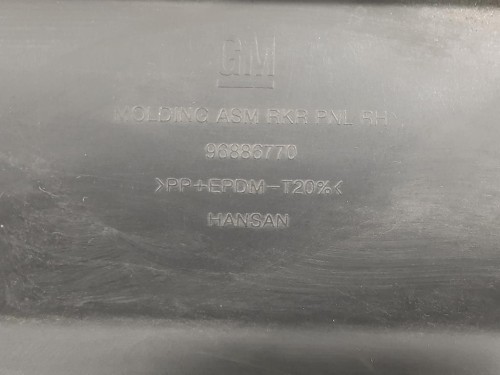 GM
MOLDING ASM RKR PNL RH
96886770
>PP+EPDM-T20%<
HANSAN